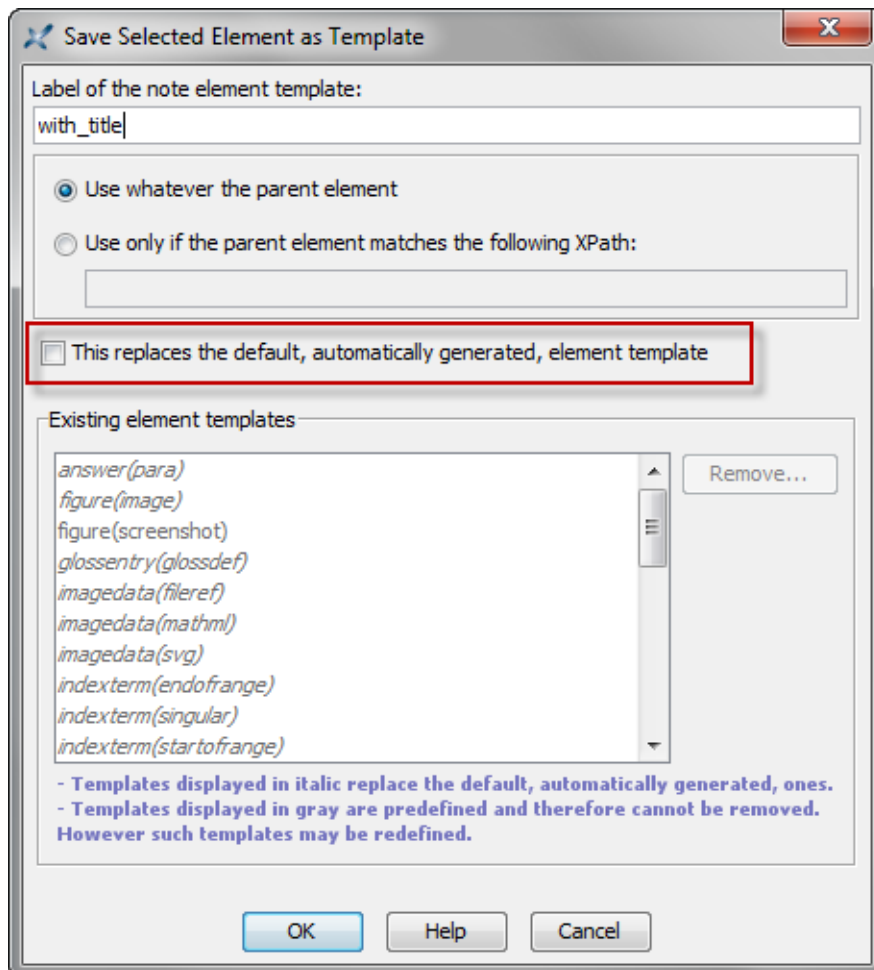 Save Selected Element as Template
Label of the note element template:
with_title
Use whatever the parent element
Use only if the parent element matches the following XPath:
This replaces the default, automatically generated, element template
Existing element templates
answer(para)
figure(image)
figure(screenshot)
glossentry(glossdef)
imagedata(fileref)
imagedata(mathml)
imagedata(svg)
indexterm(endofrange)
indexterm(singular)
indexterm(startofrange)
Remove...
- Templates displayed in italic replace the default, automatically generated, ones.
- Templates displayed in gray are predefined and therefore cannot be removed.
However such templates may be redefined.
OK Help Cancel